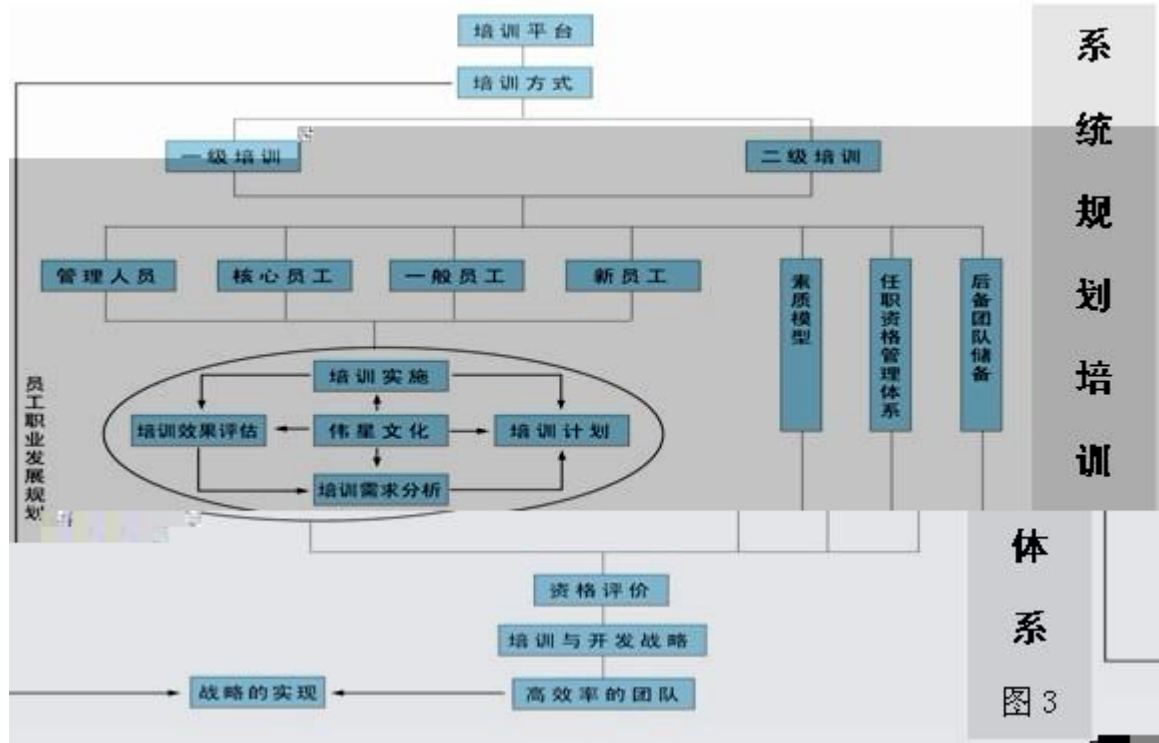 培训平台
培训方式
一级培训
二级培训
管理人员
核心员工
一般员工
新员工
素质模型
任职资格管理体系
后备团队储备
培训实施
培训效果评估
伟星文化
培训计划
培训需求分析
员工职业发展规划
资格评价
培训与开发战略
战略的实现
高效率的团队
系统规划培训体系
图3